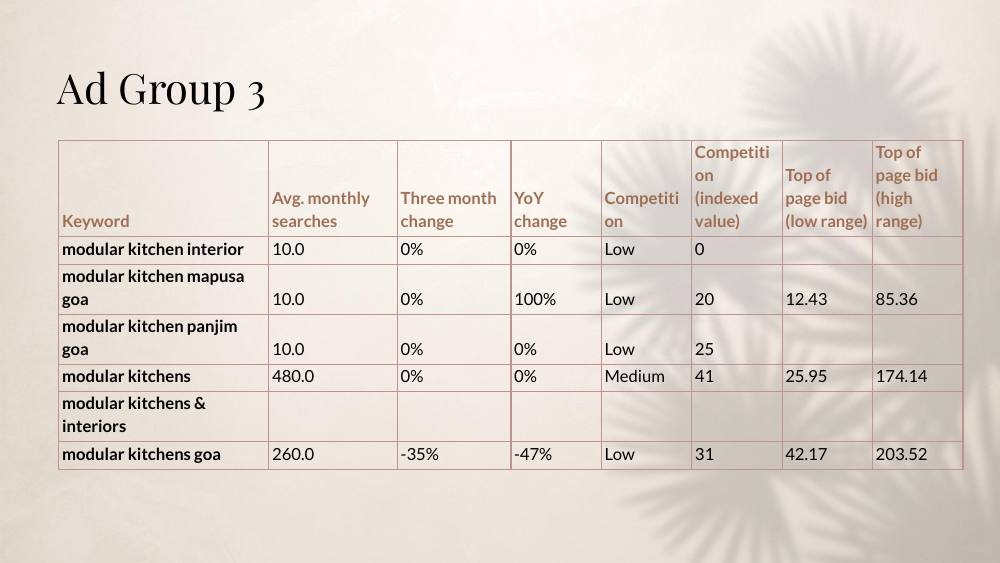 Ad Group 3
Keyword Avg. monthly searches Three month change YoY change Competition Competition (indexed value) Top of page bid (low range) Top of page bid (high range)
modular kitchen interior 10.0 0% 0% Low 0
modular kitchen mapusa goa 10.0 0% 100% Low 20 12.43 85.36
modular kitchen panjim goa 10.0 0% 0% Low 25
modular kitchens 480.0 0% 0% Medium 41 25.95 174.14
modular kitchens & interiors
modular kitchens goa 260.0 -35% -47% Low 31 42.17 203.52